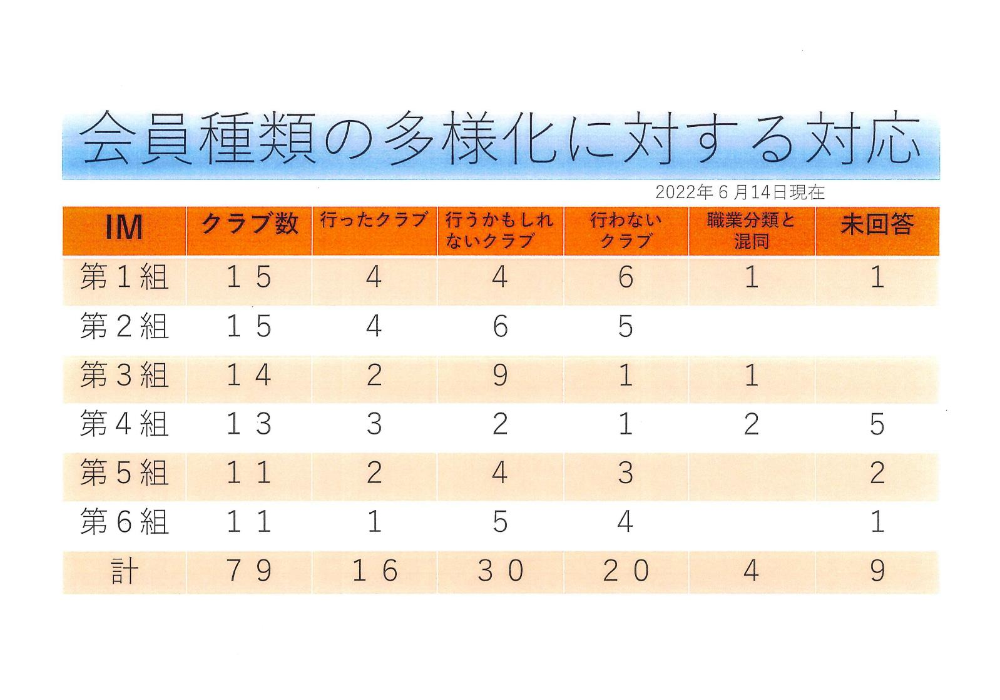 会員種類の多様化に対する対応
2022年６月14日現在
IM クラブ数 行ったクラブ 行うかもしれ 行わない 職業分類と 未回答
ないクラブ クラブ 混同
第１組 １５ 4 4 6 1 1
第２組 １５ 4 6 5
第３組 １４ 2 9 1 1
第４組 １３ 3 2 1 2 5
第５組 １１ 2 4 3 2
第６組 １１ 1 5 4 1
計 ７９ １６ ３０ ２０ 4 9